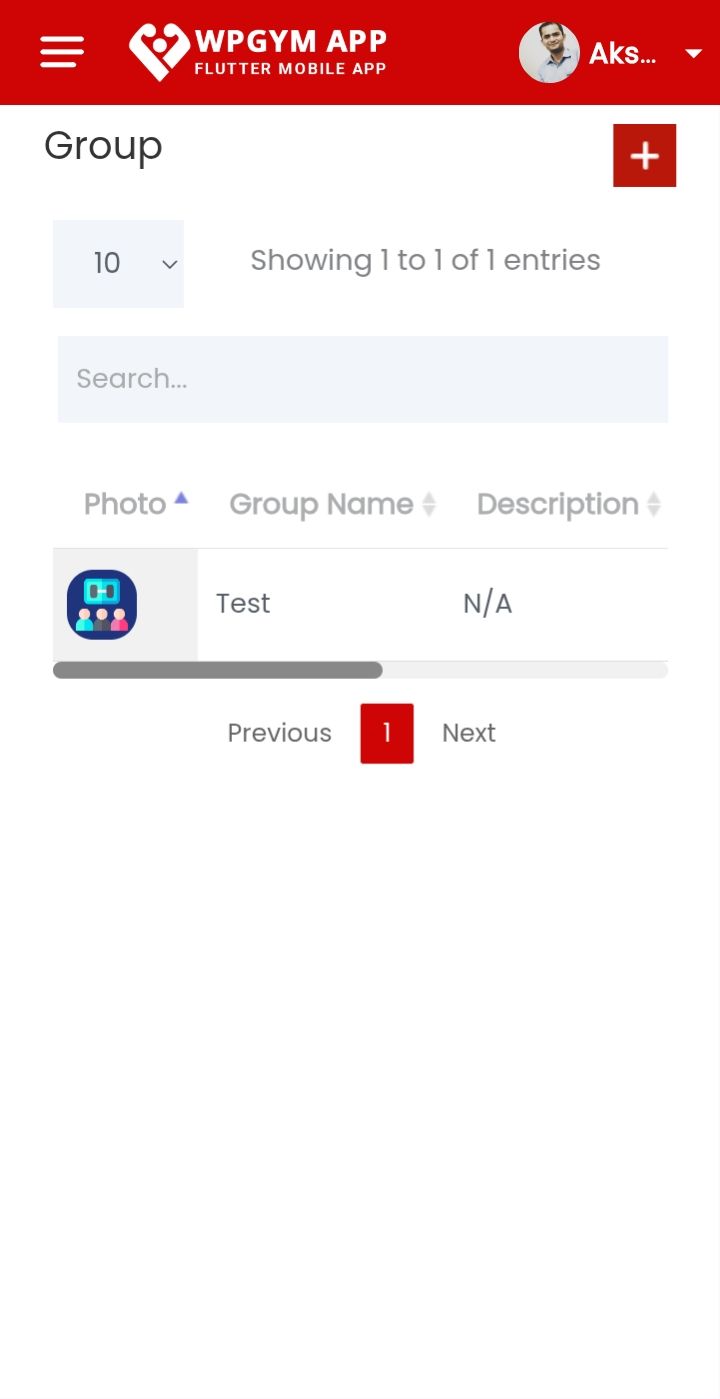 WPGYM APP
FLUTTER MOBILE APP
Aks...
Group
10
Showing 1 to 1 of 1 entries
Search...
Photo Group Name Description
Test N/A
Previous 1 Next